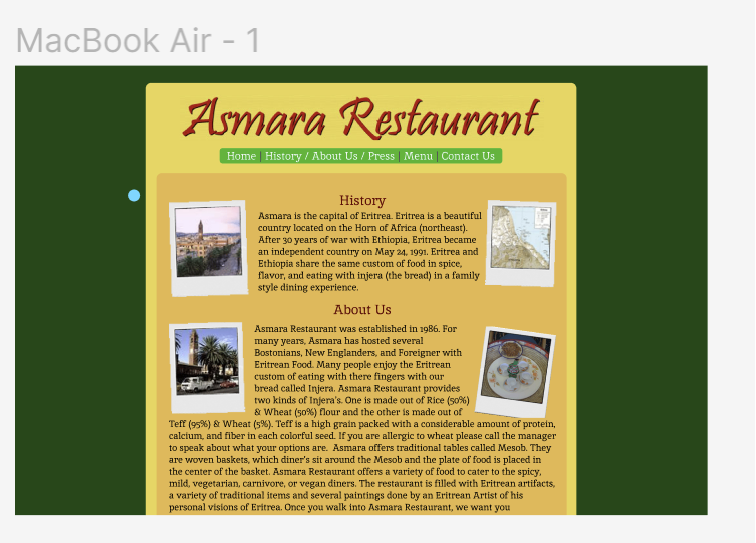 MacBook Air - 1
Asmara Restaurant
Home | History / About Us / Press | Menu | Contact Us
History
Asmara is the capital of Eritrea. Eritrea is a beautiful
country located on the Horn of Africa (northeast).
After 30 years of war with Ethiopia, Eritrea became
an independent country on May 24, 1991. Eritrea and
Ethiopia share the same custom of food in spice,
flavor, and eating with injera (the bread) in a family
style dining experience.
About Us
Asmara Restaurant was established in 1986. For
many years, Asmara has hosted several
Bostonians, New Englanders, and Foreigner with
Eritrean Food. Many people enjoy the Eritrean
custom of eating with there fingers with our
bread called Injera. Asmara Restaurant provides
two kinds of Injera's. One is made out of Rice (50%)
& Wheat (50%) flour and the other is made out of
Teff (95%) & Wheat (5%). Teff is a high grain packed with a considerable amount of protein,
calcium, and fiber in each colorful seed. If you are allergic to wheat please call the manager
to speak about what your options are. Asmara offers traditional tables called Mesob. They
are woven baskets, which diner's sit around the Mesob and the plate of food is placed in
the center of the basket. Asmara Restaurant offers a variety of food to cater to the spicy,
mild, vegetarian, carnivore, or vegan diners. The restaurant is filled with Eritrean artifacts,
a variety of traditional items and several paintings done by an Eritrean Artist of his
personal visions of Eritrea. Once you walk into Asmara Restaurant, we want you